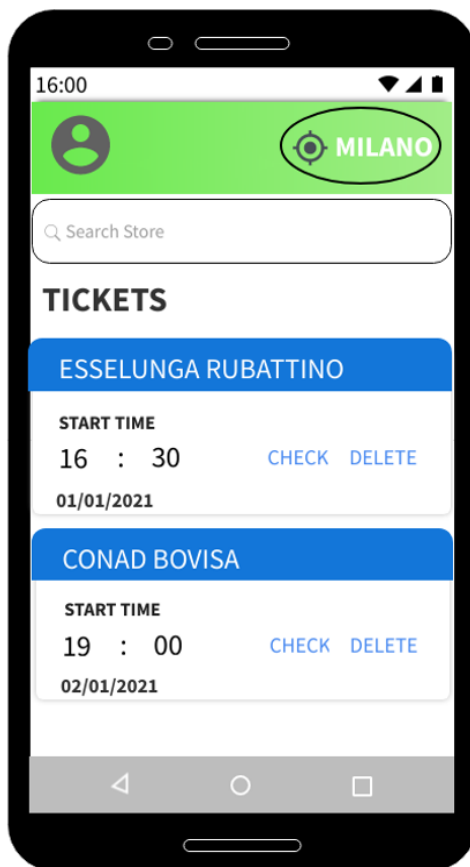 16:00
MILANO
Search Store
TICKETS
ESSELUNGA RUBATTINO
START TIME
16 : 30 CHECK DELETE
01/01/2021
CONAD BOVISA
START TIME
19 : 00 CHECK DELETE
02/01/2021